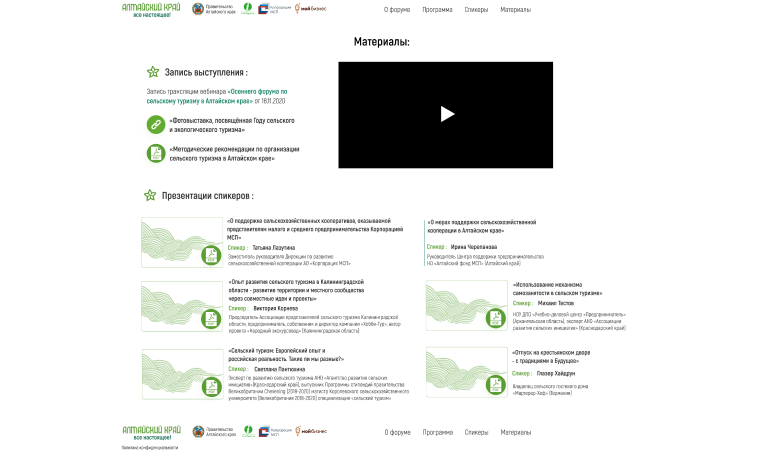 АЛТАЙСКИЙ КРАЙ
ВСЕ НАСТОЯЩЕЕ!
Правительство
Алтайского края
Корпорация
МСП
мой бизнес
О форуме
Программа
Спикеры
Материалы
Материалы:
Запись выступления :
Запись трансляции вебинара «Осеннего форума по
сельскому туризму в Алтайском крае» от 18.11.2020
«Фотовыставка, посвящённая Году сельского
и экологического туризма»
«Методические рекомендации по организации
сельского туризма в Алтайском крае»
Презентации спикеров :
«О поддержке сельскохозяйственных кооперативов, оказываемой
представителям малого и среднего предпринимательства Корпорацией
МСП»
Спикер : Татьяна Лазутина
Заместитель руководителя Дирекции по развитию
сельскохозяйственной кооперации АО «Корпорация МСП»
«О мерах поддержки сельскохозяйственной
кооперации в Алтайском крае»
Спикер : Ирина Черепанова
Руководитель Центра поддержки предпринимательства
НО «Алтайский фонд МСП» (Алтайский край)
«Опыт развития сельского туризма в Калининградской
области - развитие территории и местного сообщества
через совместные идеи и проекты»
Спикер : Виктория Корнева
Председатель Ассоциации представителей сельского туризма Калининградской
области; предприниматель, собственник и директор компании «Хобби-Тур», автор
проекта «Народный экскурсовод» (Калининградская область)
«Использование механизма
самозанятости в сельском туризме»
Спикер : Михаил Тестов
НОУ ДПО «Учебно-деловой центр «Предприниматель»
(Архангельская область), эксперт АНО «Ассоциации
развития сельских инициатив» (Краснодарский край)
«Сельский туризм. Европейский опыт и
российская реальность. Такие ли мы разные?»
Спикер : Светлана Пантюхина
Эксперт по развитию сельского туризма АНО «Агентство развития сельских
инициатив» (Краснодарский край), выпускник Программы стипендий правительства
Великобритании Chevening (2019-2020) магистр Королевского сельскохозяйственного
университета (Великобритания 2018-2020) специализация «сельский туризм»
«Отпуск на крестьянском дворе
- с традициями в Будущее»
Спикер : Глазер Хайдрун
Владелец сельского гостевого дома
(Германия)
АЛТАЙСКИЙ КРАЙ
ВСЕ НАСТОЯЩЕЕ!
Правительство
Алтайского края
Корпорация
МСП
мой бизнес
О форуме
Программа
Спикеры
Материалы
Политика конфиденциальности